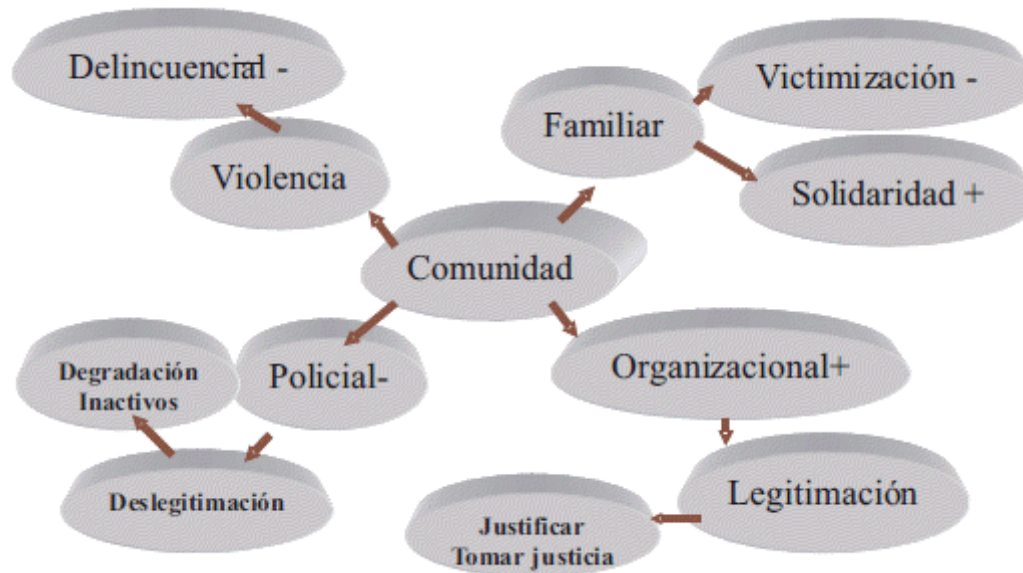 Delincuencial -
Victimización -
Familiar
Violencia
Solidaridad +
Comunidad
Organizacional+
Degradación
Inactivos
Policial-
Deslegitimación
Legitimación
Justificar
Tomar justicia